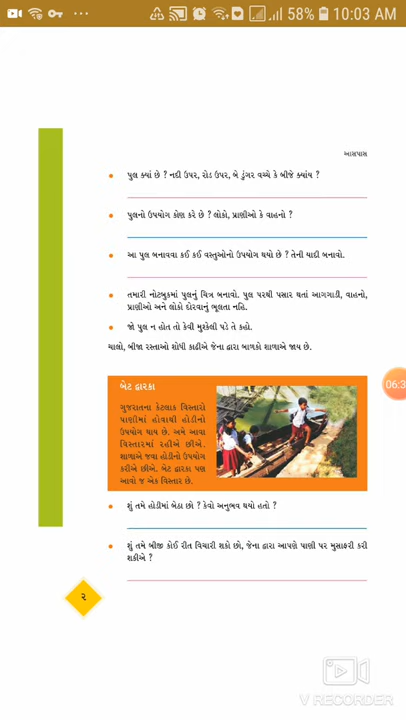 58% 10:03 AM
આસપાસ
પુલ ક્યાં છે ? નદી ઉપર, રોડ ઉપર, બે ડુંગર વચ્ચે કે બીજે ક્યાંય ?
પુલનો ઉપયોગ કોણ કરે છે ? લોકો, પ્રાણીઓ કે વાહનો ?
આ પુલ બનાવવા કઈ કઈ વસ્તુઓનો ઉપયોગ થયો છે ? તેની યાદી બનાવો.
તમારી નોટબુકમાં પુલનું ચિત્ર બનાવો. પુલ પરથી પસાર થતાં આગગાડી, વાહનો,
પ્રાણીઓ અને લોકો દોરવાનું ભૂલતા નહિ.
જો પુલ ન હોત તો કેવી મુશ્કેલી પડે તે કહો.
ચાલો, બીજા રસ્તાઓ શોધી કાઢીએ જેના દ્વારા બાળકો શાળાએ જાય છે.
બેટ દ્વારકા
ગુજરાતના કેટલાક વિસ્તારો
પાણીમાં હોવાથી હોડીનો
ઉપયોગ થાય છે. અમે આવા
વિસ્તારમાં રહીએ છીએ.
શાળાએ જવા હોડીનો ઉપયોગ
કરીએ છીએ. બેટ દ્વારકા પણ
આવો જ એક વિસ્તાર છે.
06:3
શું તમે હોડીમાં બેઠા છો ? કેવો અનુભવ થયો હતો ?
શું તમે બીજી કોઈ રીત વિચારી શકો છો, જેના દ્વારા આપણે પાણી પર મુસાફરી કરી
શકીએ ?
૨
V RECORDER